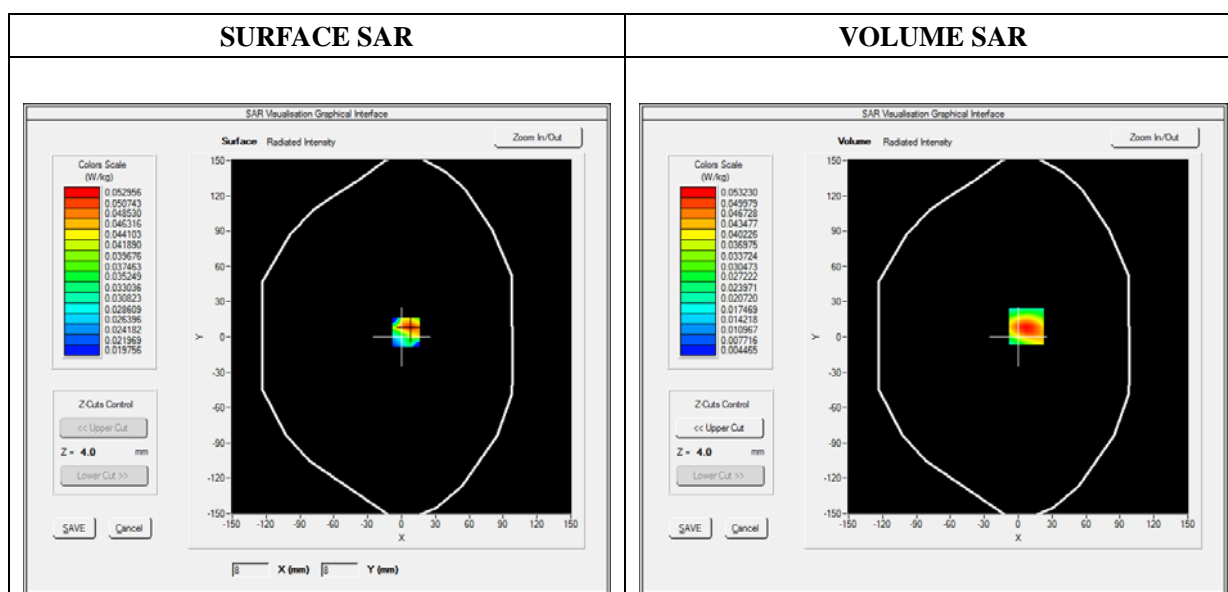 SURFACE SAR
SAR Visualisation Graphical Interface
Surface Radiated Intensity
Zoom In/Out
Colors Scale
(W/kg)
0.052956
0.050743
0.048530
0.046316
0.044103
0.041890
0.039676
0.037463
0.035249
0.033036
0.030823
0.028609
0.026396
0.024182
0.021969
0.019756
Z-Cuts Control
<< Upper Cut
Z = 4.0 mm
Lower Cut >>
SAVE Cancel
150
120
90
60
30
0
-30
-60
-90
-120
-150
Y
-150 -120 -90 -60 -30 0 30 60 90 120 150
X
8 X (mm) 8 Y (mm)
VOLUME SAR
SAR Visualisation Graphical Interface
Volume Radiated Intensity
Zoom In/Out
Colors Scale
(W/kg)
0.053230
0.049979
0.046728
0.043477
0.040226
0.036975
0.033724
0.030473
0.027222
0.023971
0.020720
0.017469
0.014218
0.010967
0.007716
0.004465
Z-Cuts Control
<< Upper Cut
Z = 4.0 mm
Lower Cut >>
SAVE Cancel
150
120
90
60
30
0
-30
-60
-90
-120
-150
Y
-150 -120 -90 -60 -30 0 30 60 90 120 150
X